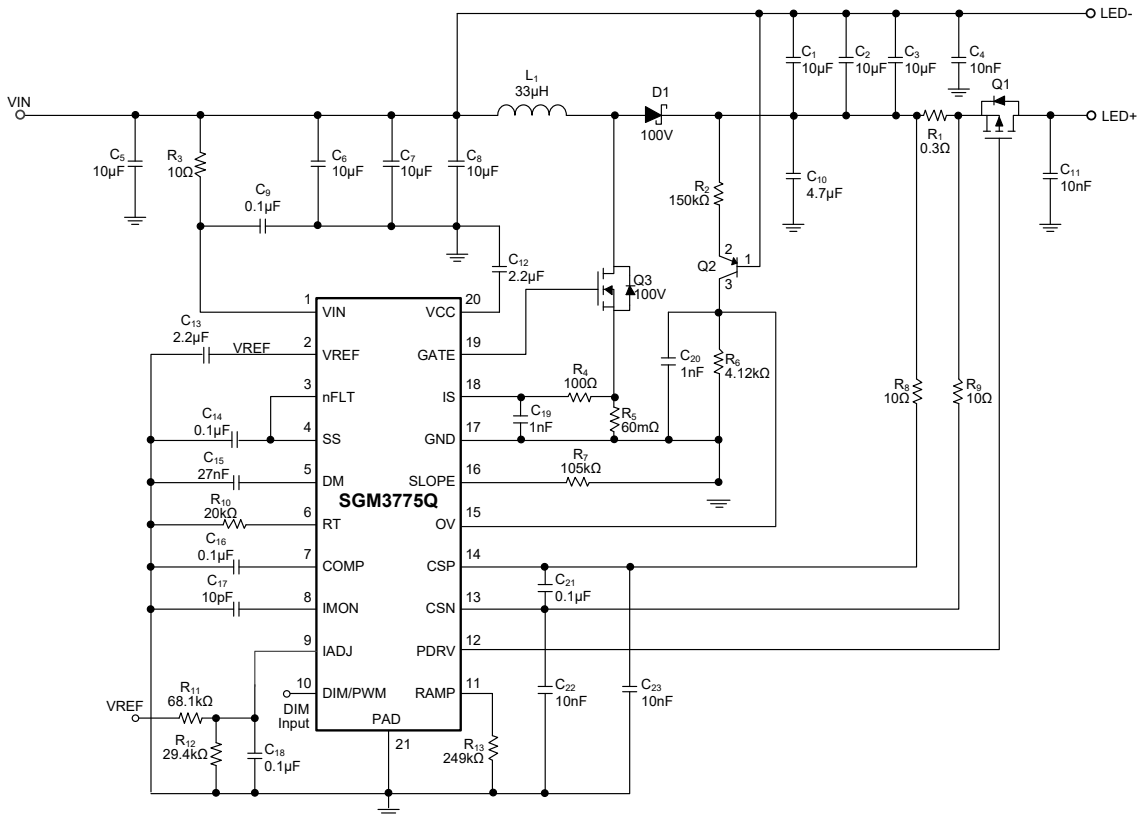 LED-
C1
10µF
C2
10µF
C3
10µF
C4
10nF
Q1
LED+
L1
33µH
D1
100V
R1
0.3Ω
VIN
C5
10µF
R3
10Ω
C6
10µF
C7
10µF
C8
10µF
R2
150kΩ
C10
4.7µF
C11
10nF
C9
0.1µF
C12
2.2µF
Q2
2
1
3
Q3
100V
C13
2.2µF
VREF
1
VIN
2
VREF
3
nFLT
4
SS
5
DM
6
RT
7
COMP
8
IMON
9
IADJ
10
DIM/PWM
20
VCC
19
GATE
18
IS
17
GND
16
SLOPE
15
OV
14
CSP
13
CSN
12
PDRV
11
RAMP
SGM3775Q
PAD
21
C14
0.1µF
C15
27nF
R10
20kΩ
C16
0.1µF
C17
10pF
R4
100Ω
C19
1nF
R5
60mΩ
C20
1nF
R6
4.12kΩ
R7
105kΩ
R8
10Ω
R9
10Ω
C21
0.1µF
C22
10nF
C23
10nF
DIM
Input
VREF
R11
68.1kΩ
R12
29.4kΩ
C18
0.1µF
R13
249kΩ